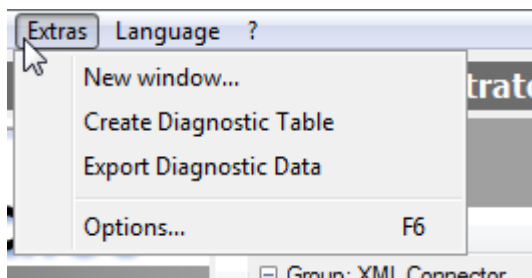 Extras Language ?
New window...
Create Diagnostic Table
Export Diagnostic Data
Options... F6
Group: XML Connector